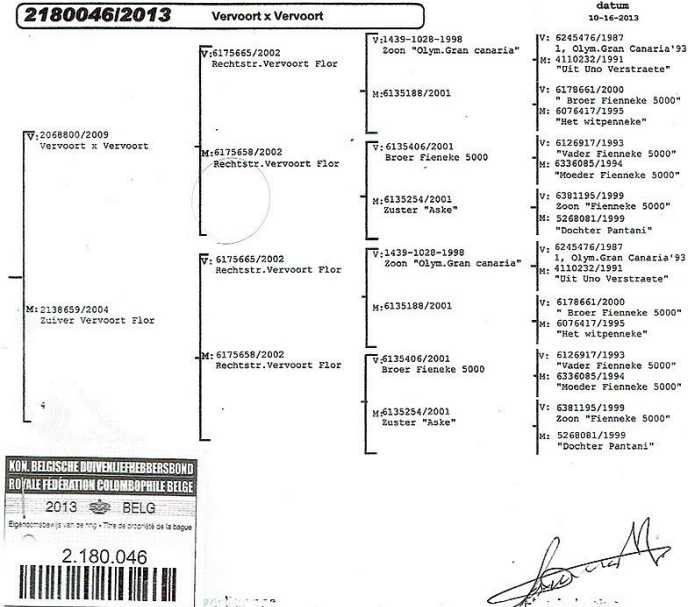 2180046/2013 Vervoort x Vervoort
datum
10-16-2013
V:2068800/2009
Vervoort x Vervoort
M:2138659/2004
Zuiver Vervoort Flor
4
V:6175665/2002
Rechtstr.Vervoort Flor
M:6175658/2002
Rechtstr.Vervoort Flor
V: 6175665/2002
Rechtstr.Vervoort Flor
M: 6175658/2002
Rechtstr.Vervoort Flor
V:1439-1028-1998
Zoon "Olym.Gran canaria"
M:6135188/2001
V: 6135406/2001
Broer Fieneke 5000
M:6135254/2001
Zuster "Aske"
V:1439-1028-1998
Zoon "Olym.Gran canaria"
M:6135188/2001
V:6135406/2001
Broer Fieneke 5000
M:6135254/2001
Zuster "Aske"
V: 6245476/1987
1, Olym.Gran Canaria'93
M: 4110232/1991
"Uit Uno Verstraete"
V: 6178661/2000
" Broer Fienneke 5000"
M: 6076417/1995
"Het witpenneke"
V: 6126917/1993
"Vader Fienneke 5000"
M: 6336085/1994
"Moeder Fienneke 5000"
V: 6381195/1999
Zoon "Fienneke 5000"
M: 5268081/1999
"Dochter Pantani"
V: 6245476/1987
1, Olym.Gran Canaria'93
M: 4110232/1991
"Uit Uno Verstraete"
V: 6178661/2000
" Broer Fienneke 5000"
M: 6076417/1995
"Het witpenneke"
V: 6126917/1993
"Vader Fienneke 5000"
M: 6336085/1994
"Moeder Fienneke 5000"
V: 6381195/1999
Zoon "Fienneke 5000"
M: 5268081/1999
"Dochter Pantani"
KON. BELGISCHE DUIVENLIEFHEBBERSBOND
ROYALE FÉDÉRATION COLOMBOPHILE BELGE
2013 BELG
Eigendomsbewijs van de ring • Titre de propriété de la bague
2.180.046